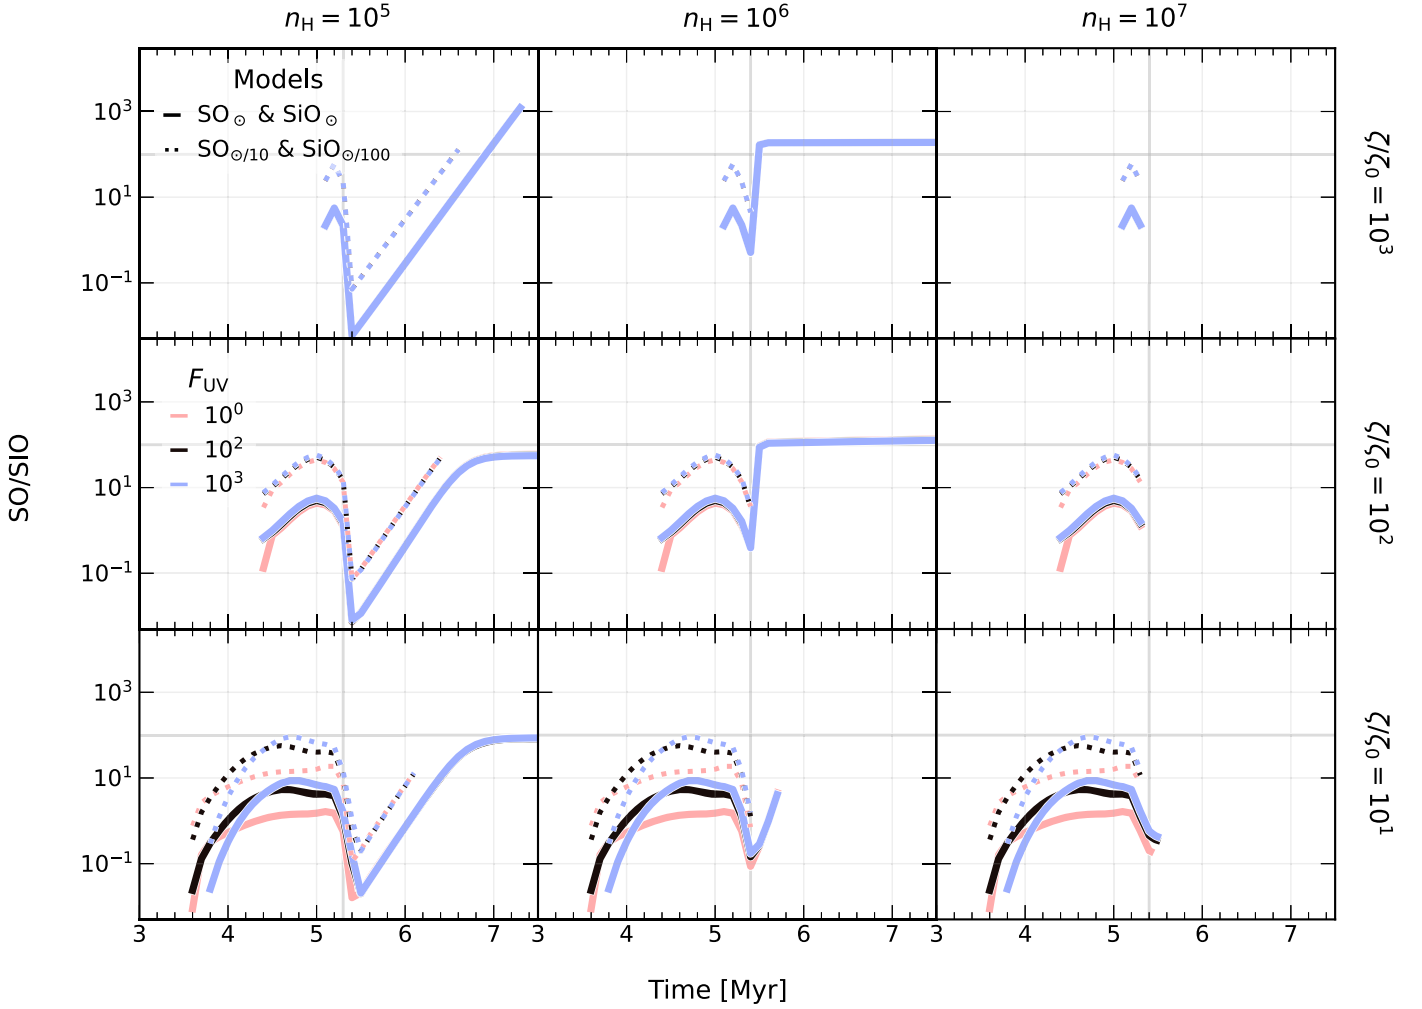 n_H = 10^5 n_H = 10^6 n_H = 10^7
Models
SO_⊙ & SiO_⊙
SO_⊙/10 & SiO_⊙/100
10^3
10^1
10^−1
ζ/ζ_0 = 10^3
F_UV
10^0
10^2
10^3
10^3
10^1
10^−1
ζ/ζ_0 = 10^2
SO/SIO
10^3
10^1
10^−1
ζ/ζ_0 = 10^1
3 4 5 6 7 3 4 5 6 7 3 4 5 6 7
Time [Myr]